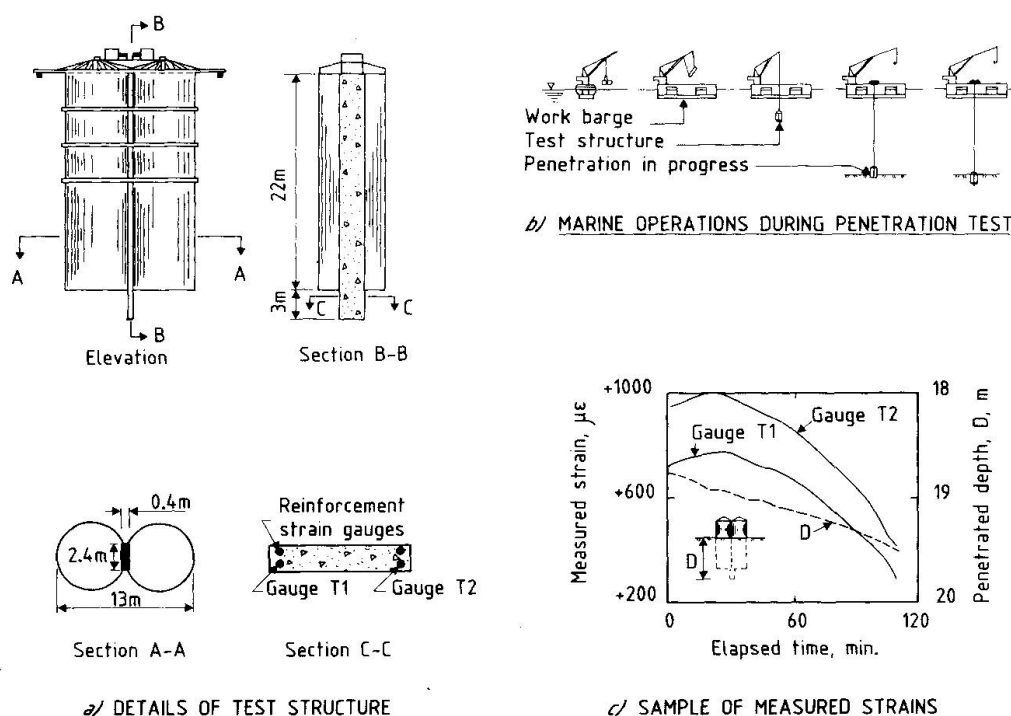 B
B
A
A
B
Elevation
22m
3m
C
C
Section B-B
0.4m
2.4m
13m
Section A-A
Reinforcement
strain gauges
Gauge T1
Gauge T2
Section C-C
a) DETAILS OF TEST STRUCTURE
Work barge
Test structure
Penetration in progress
b) MARINE OPERATIONS DURING PENETRATION TEST
Measured strain, µε
+1000
+600
+200
Gauge T2
Gauge T1
D
D
18
19
20
Penetrated depth, D, m
0
60
120
Elapsed time, min.
c) SAMPLE OF MEASURED STRAINS